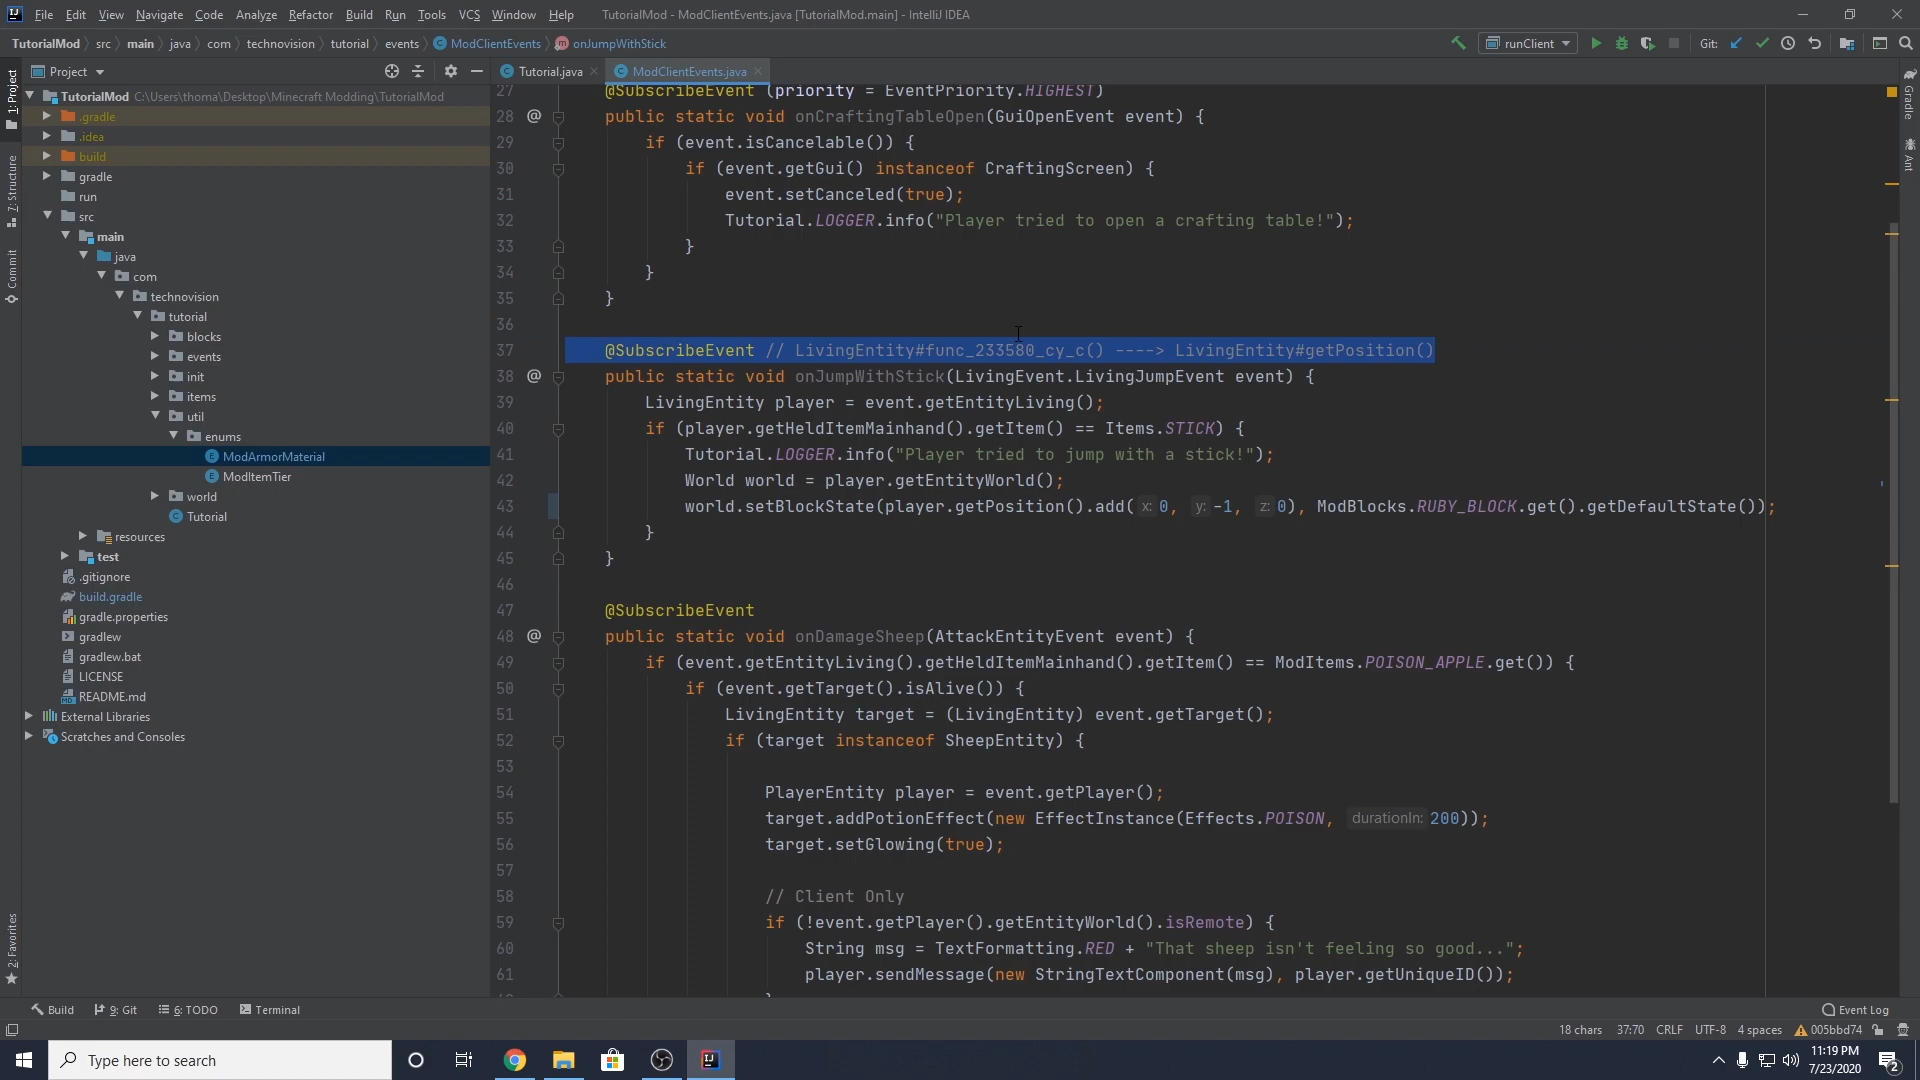 File Edit View Navigate Code Analyze Refactor Build Run Tools VCS Window Help TutorialMod - ModClientEvents.java [TutorialMod.main] - IntelliJ IDEA
TutorialMod src main java com technovision tutorial events ModClientEvents onJumpWithStick runClient Git:
Project
Tutorial.java
ModClientEvents.java
1: Project
7: Structure
Commit
2: Favorites
TutorialMod C:\Users\thoma\Desktop\Minecraft Modding\TutorialMod
.gradle
.idea
build
gradle
run
src
main
java
com
technovision
tutorial
blocks
events
init
items
util
enums
ModArmorMaterial
ModItemTier
world
Tutorial
resources
test
.gitignore
build.gradle
gradle.properties
gradlew
gradlew.bat
LICENSE
README.md
External Libraries
Scratches and Consoles
27 @SubscribeEvent (priority = EventPriority.HIGHEST)
28 @ public static void onCraftingTableOpen(GuiOpenEvent event) {
29 if (event.isCancelable()) {
30 if (event.getGui() instanceof CraftingScreen) {
31 event.setCanceled(true);
32 Tutorial.LOGGER.info("Player tried to open a crafting table!");
33 }
34 }
35 }
36
37 @SubscribeEvent // LivingEntity#func_233580_cy_c() ----> LivingEntity#getPosition()
38 @ public static void onJumpWithStick(LivingEvent.LivingJumpEvent event) {
39 LivingEntity player = event.getEntityLiving();
40 if (player.getHeldItemMainhand().getItem() == Items.STICK) {
41 Tutorial.LOGGER.info("Player tried to jump with a stick!");
42 World world = player.getEntityWorld();
43 world.setBlockState(player.getPosition().add( x: 0, y: -1, z: 0), ModBlocks.RUBY_BLOCK.get().getDefaultState());
44 }
45 }
46
47 @SubscribeEvent
48 @ public static void onDamageSheep(AttackEntityEvent event) {
49 if (event.getEntityLiving().getHeldItemMainhand().getItem() == ModItems.POISON_APPLE.get()) {
50 if (event.getTarget().isAlive()) {
51 LivingEntity target = (LivingEntity) event.getTarget();
52 if (target instanceof SheepEntity) {
53
54 PlayerEntity player = event.getPlayer();
55 target.addPotionEffect(new EffectInstance(Effects.POISON, durationIn: 200));
56 target.setGlowing(true);
57
58 // Client Only
59 if (!event.getPlayer().getEntityWorld().isRemote) {
60 String msg = TextFormatting.RED + "That sheep isn't feeling so good...";
61 player.sendMessage(new StringTextComponent(msg), player.getUniqueID());
Gradle
Ant
Build 9: Git 6: TODO Terminal Event Log
18 chars 37:70 CRLF UTF-8 4 spaces 005bbd74
Type here to search
11:19 PM
7/23/2020
2